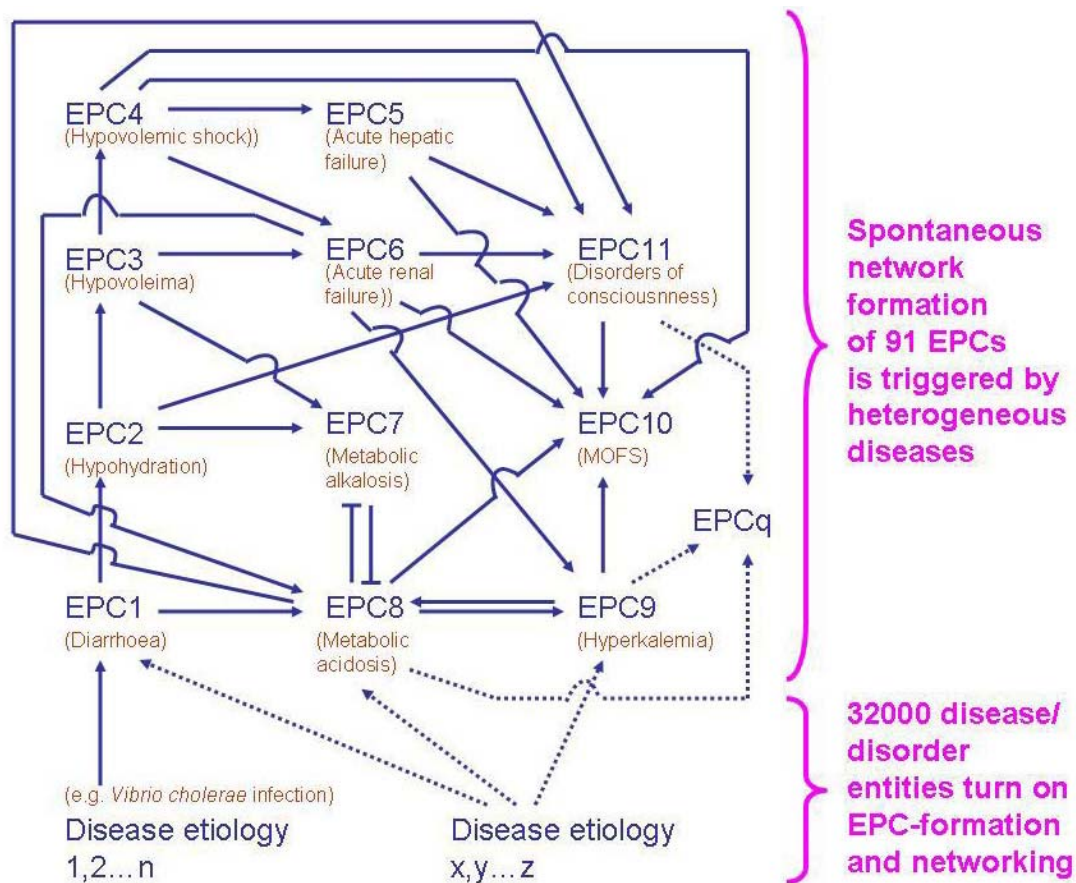 EPC4
(Hypovolemic shock))
EPC5
(Acute hepatic
failure)
EPC3
(Hypovoleima)
EPC6
(Acute renal
failure))
EPC11
(Disorders of
consciousnness)
EPC2
(Hypohydration)
EPC7
(Metabolic
alkalosis)
EPC10
(MOFS)
EPCq
EPC1
(Diarrhoea)
EPC8
(Metabolic
acidosis)
EPC9
(Hyperkalemia)
(e.g. Vibrio cholerae infection)
Disease etiology
1,2...n
Disease etiology
x,y...z
Spontaneous
network
formation
of 91 EPCs
is triggered by
heterogeneous
diseases
32000 disease/
disorder
entities turn on
EPC-formation
and networking